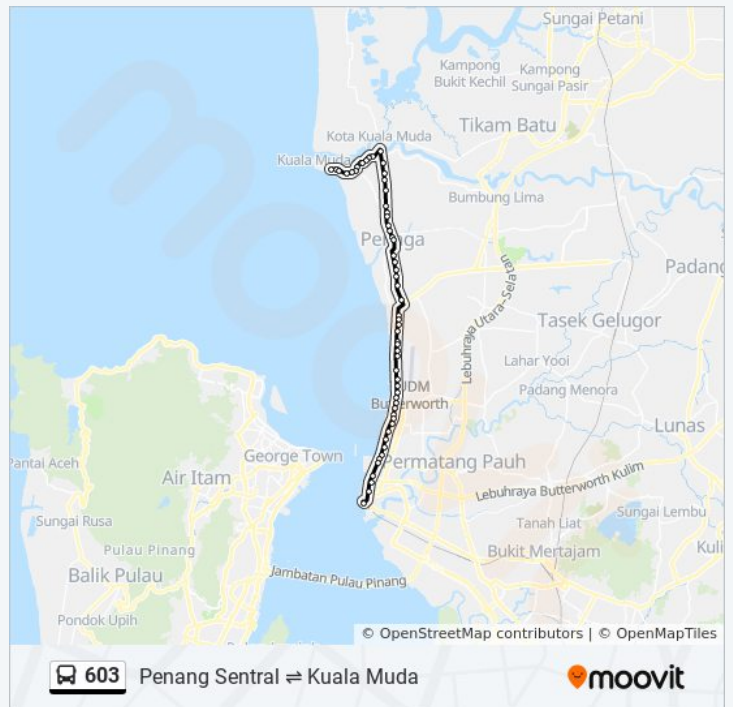 Sungai Petani
Kampong
Bukit Kechil
Kampong
Sungai Pasir
Tikam Batu
Kota Kuala Muda
Kuala Muda
Bumbung Lima
Penaga
Padang
Lebuhraya Utara-Selatan
Tasek Gelugor
Lahar Yooi
UDM
Butterworth
Padang Menora
Lunas
George Town
Permatang Pauh
Pantai Aceh
Air Itam
Lebuhraya Butterworth Kulim
Sungai Rusa
Sungai Lembu
Tanah Liat
Pulau Pinang
Bukit Mertajam
Kuli
Balik Pulau
Jambatan Pulau Pinang
Pondok Upih
© OpenStreetMap contributors | © OpenMapTiles
603 Penang Sentral ⇌ Kuala Muda
moovit